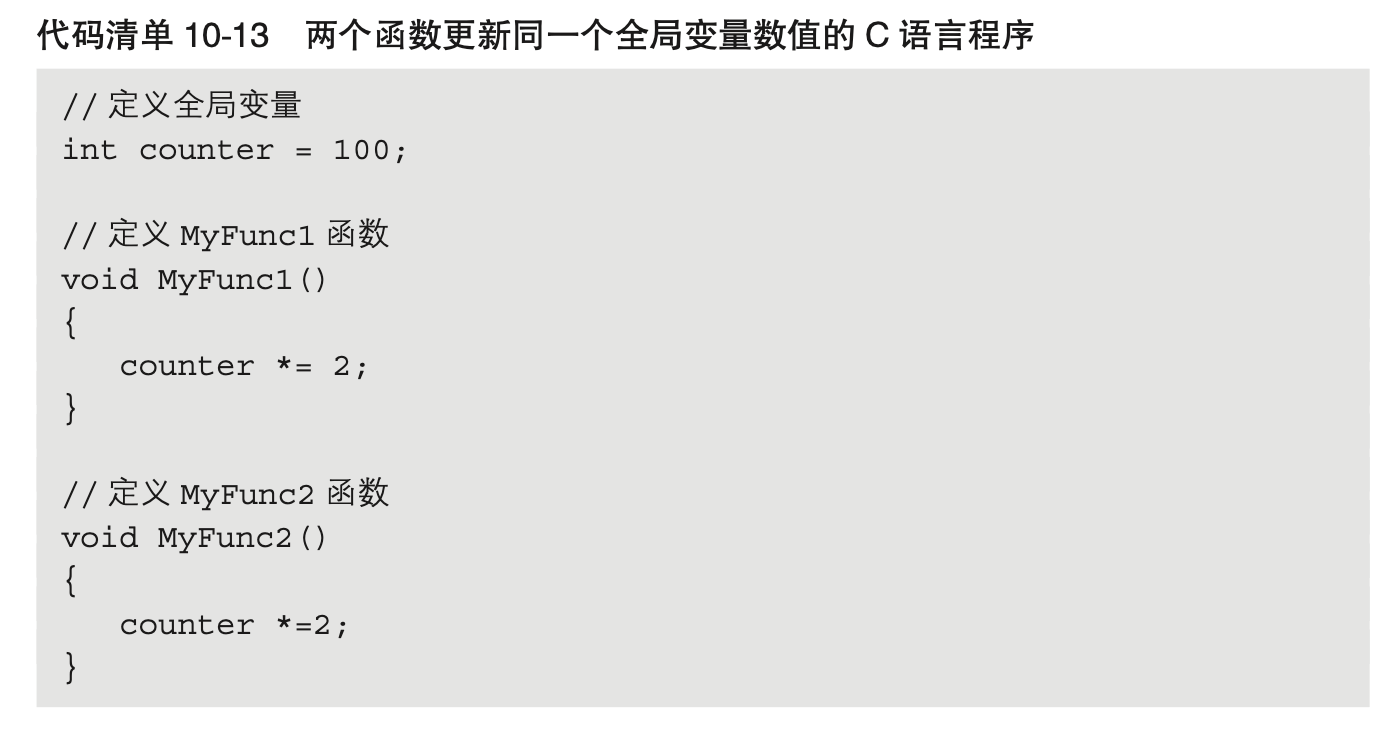 代码清单 10-13 两个函数更新同一个全局变量数值的 C 语言程序
// 定义全局变量
int counter = 100;
// 定义 MyFunc1 函数
void MyFunc1()
{
counter *= 2;
}
// 定义 MyFunc2 函数
void MyFunc2()
{
counter *=2;
}